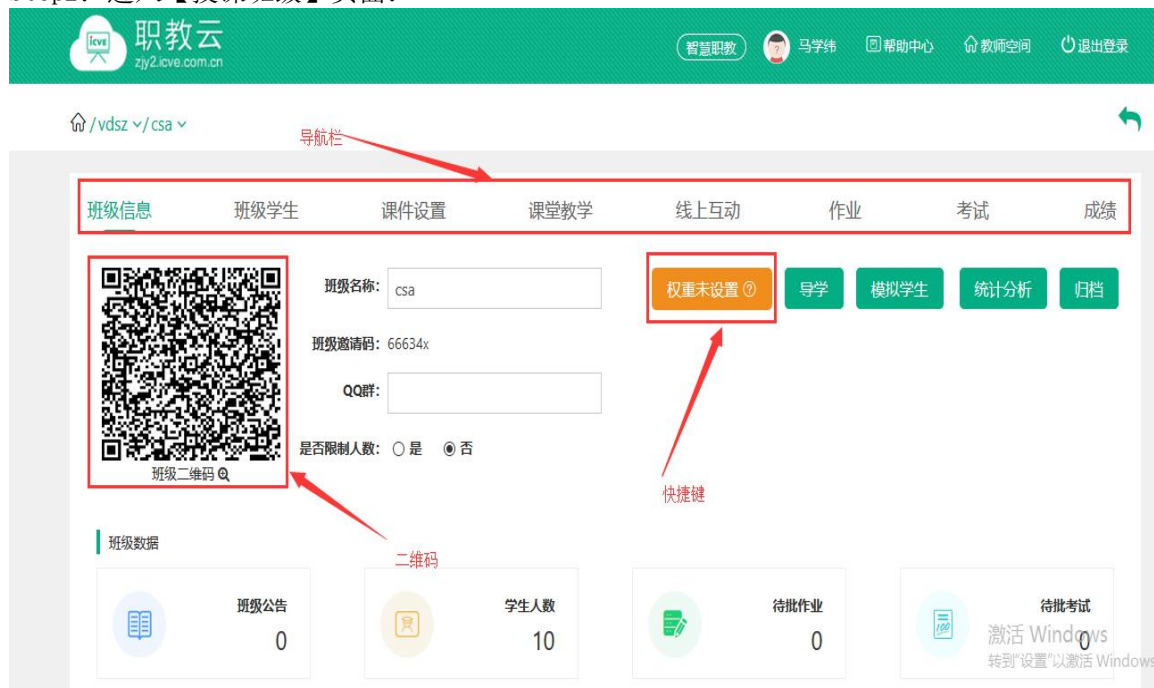 职教云
icve
zjy2.icve.com.cn
智慧职教
马学纬
帮助中心
教师空间
退出登录
/ vdsz / csa
导航栏
班级信息 班级学生 课件设置 课堂教学 线上互动 作业 考试 成绩
班级名称: csa
权重未设置 导学 模拟学生 统计分析 归档
班级邀请码: 66634x
QQ群:
是否限制人数: 是 否
班级二维码
快捷键
二维码
班级数据
班级公告 学生人数 待批作业 待批考试
0 10 0 0
激活 Windows
转到"设置"以激活 Windows